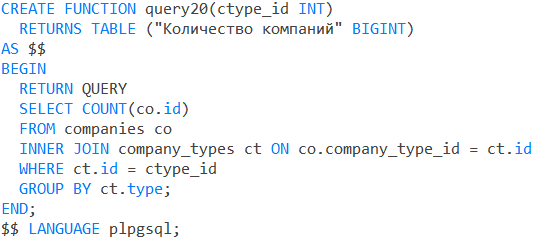 CREATE FUNCTION query20(ctype_id INT)
  RETURNS TABLE ("Количество компаний" BIGINT)
AS $$
BEGIN
  RETURN QUERY
  SELECT COUNT(co.id)
  FROM companies co
  INNER JOIN company_types ct ON co.company_type_id = ct.id
  WHERE ct.id = ctype_id
  GROUP BY ct.type;
END;
$$ LANGUAGE plpgsql;